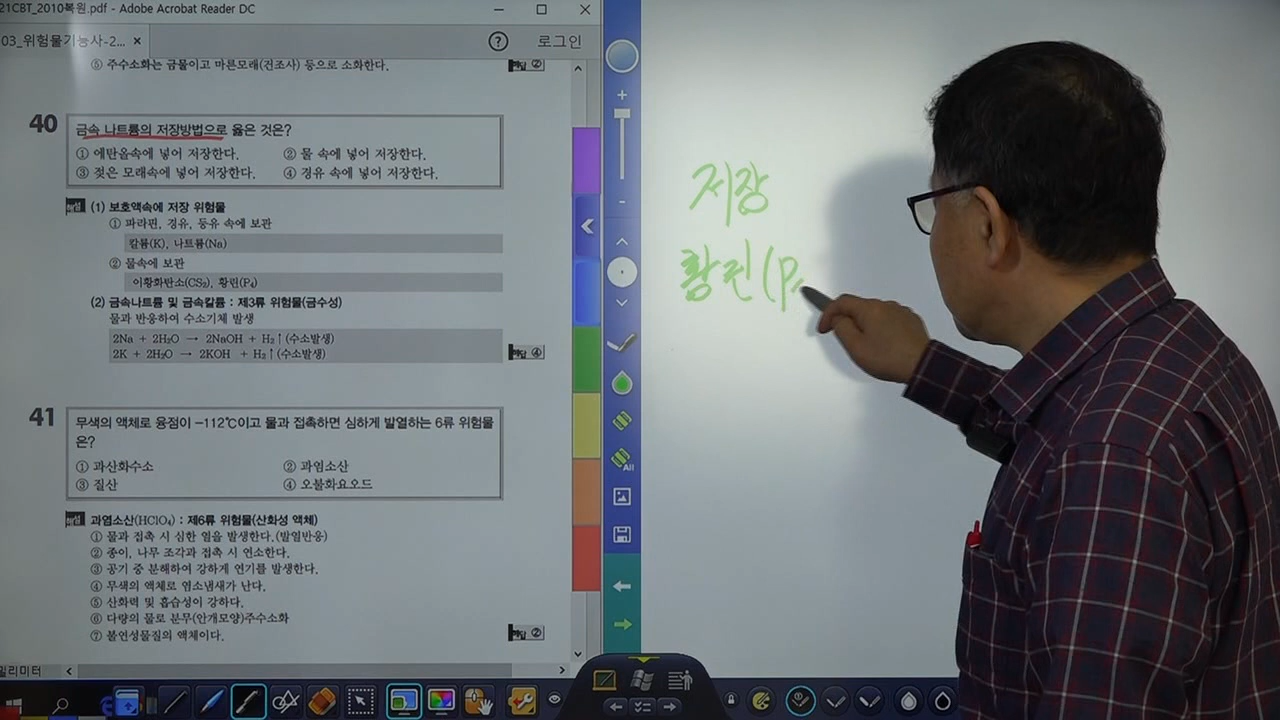 21CBT_2010복원.pdf - Adobe Acrobat Reader DC
03_위험물기능사-2... ×
로그인
⑤ 주수소화는 금물이고 마른모래(건조사) 등으로 소화한다.
②
40
금속 나트륨의 저장방법으로 옳은 것은?
① 에탄올속에 넣어 저장한다. ② 물 속에 넣어 저장한다.
③ 젖은 모래속에 넣어 저장한다. ④ 경유 속에 넣어 저장한다.
해설 (1) 보호액속에 저장 위험물
① 파라핀, 경유, 등유 속에 보관
칼륨(K), 나트륨(Na)
② 물속에 보관
이황화탄소(CS₂), 황린(P₄)
(2) 금속나트륨 및 금속칼륨 : 제3류 위험물(금수성)
물과 반응하여 수소기체 발생
2Na + 2H₂O → 2NaOH + H₂↑(수소발생)
2K + 2H₂O → 2KOH + H₂↑(수소발생)
④
41
무색의 액체로 융점이 -112℃이고 물과 접촉하면 심하게 발열하는 6류 위험물
은?
① 과산화수소 ② 과염소산
③ 질산 ④ 오불화요오드
해설 과염소산(HClO₄) : 제6류 위험물(산화성 액체)
① 물과 접촉 시 심한 열을 발생한다.(발열반응)
② 종이, 나무 조각과 접촉 시 연소한다.
③ 공기 중 분해하여 강하게 연기를 발생한다.
④ 무색의 액체로 염소냄새가 난다.
⑤ 산화력 및 흡습성이 강하다.
⑥ 다량의 물로 분무(안개모양)주수소화
⑦ 불연성물질의 액체이다.
②
밀리미터
All
저장
황린(P